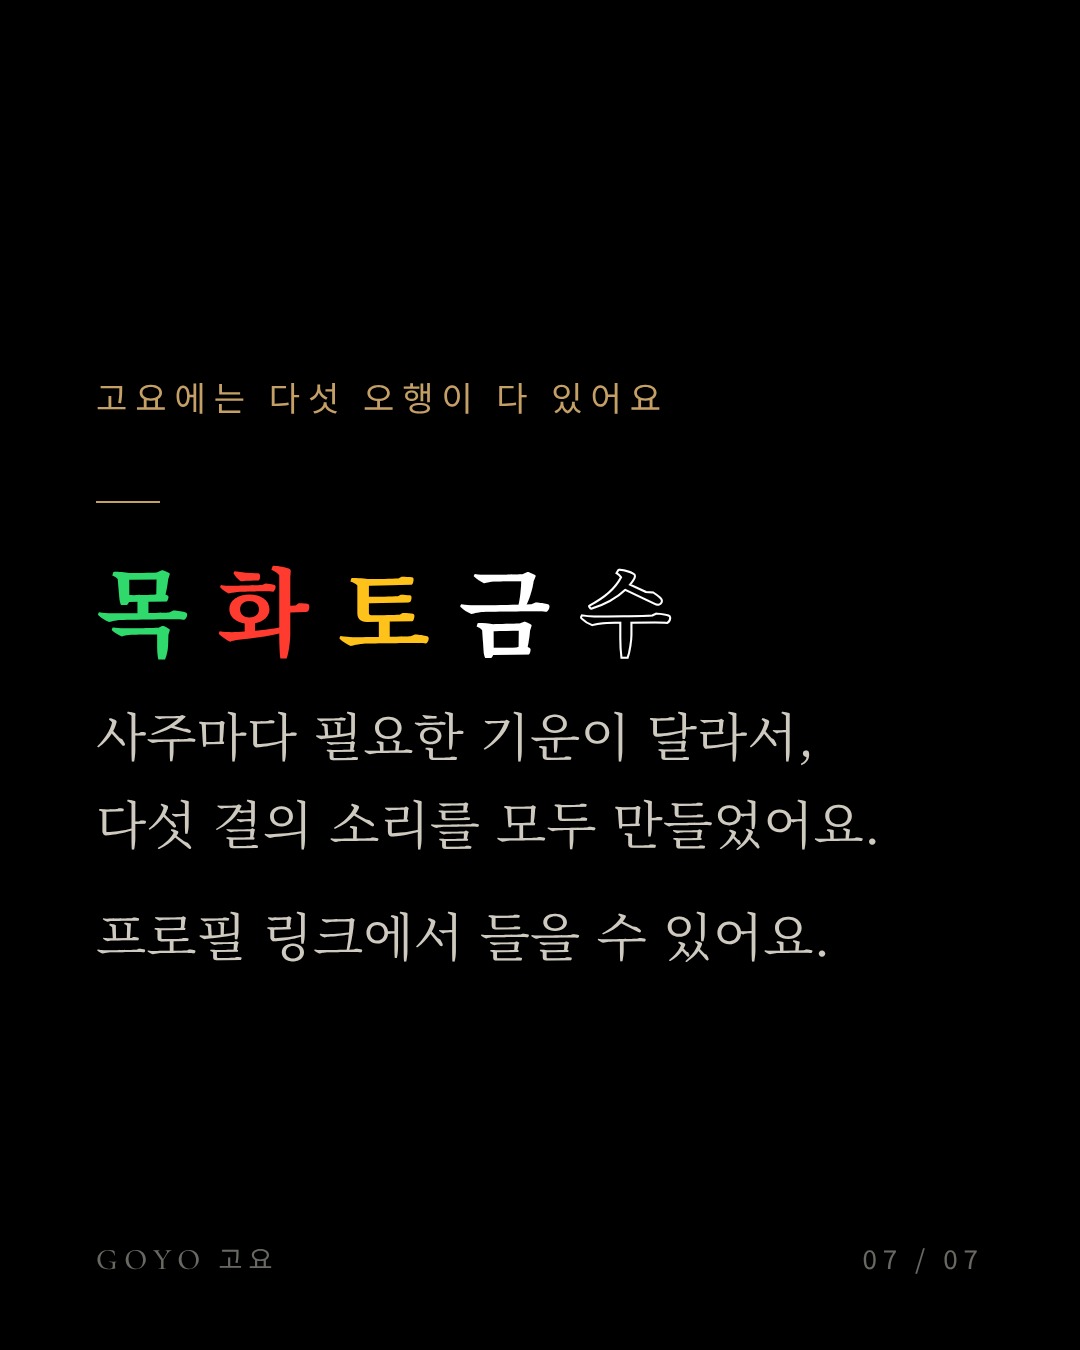 고요에는 다섯 오행이 다 있어요
목 화 토 금 수
사주마다 필요한 기운이 달라서,
다섯 결의 소리를 모두 만들었어요.
프로필 링크에서 들을 수 있어요.
GOYO 고요
07 / 07